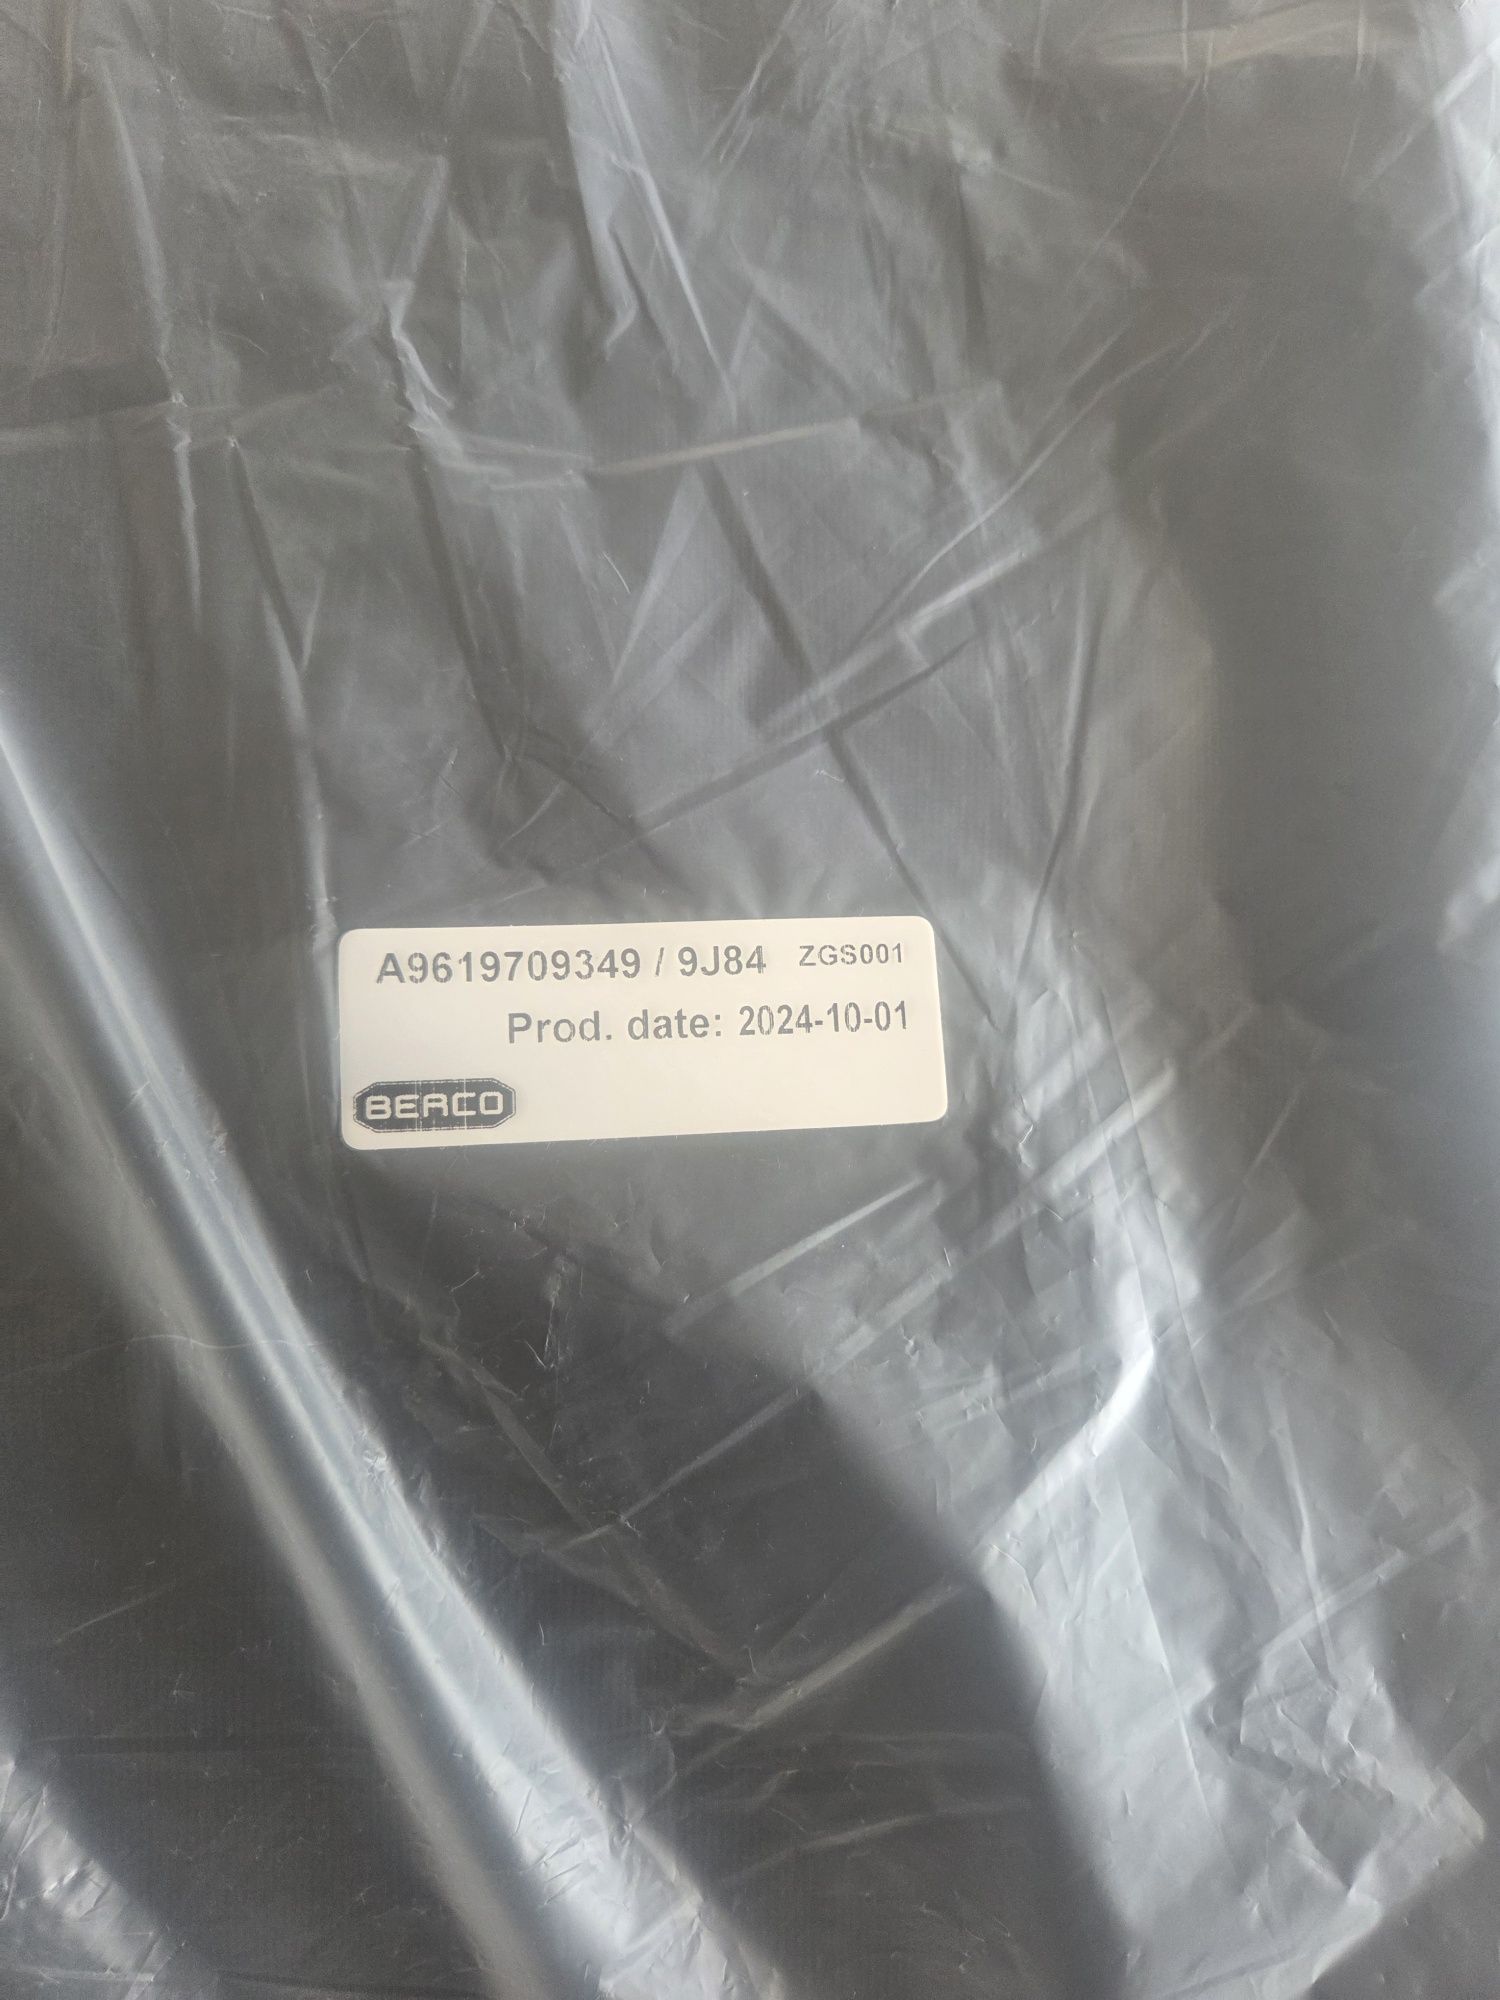 A9619709349 / 9J84 ZGS001
Prod. date: 2024-10-01
BERCO